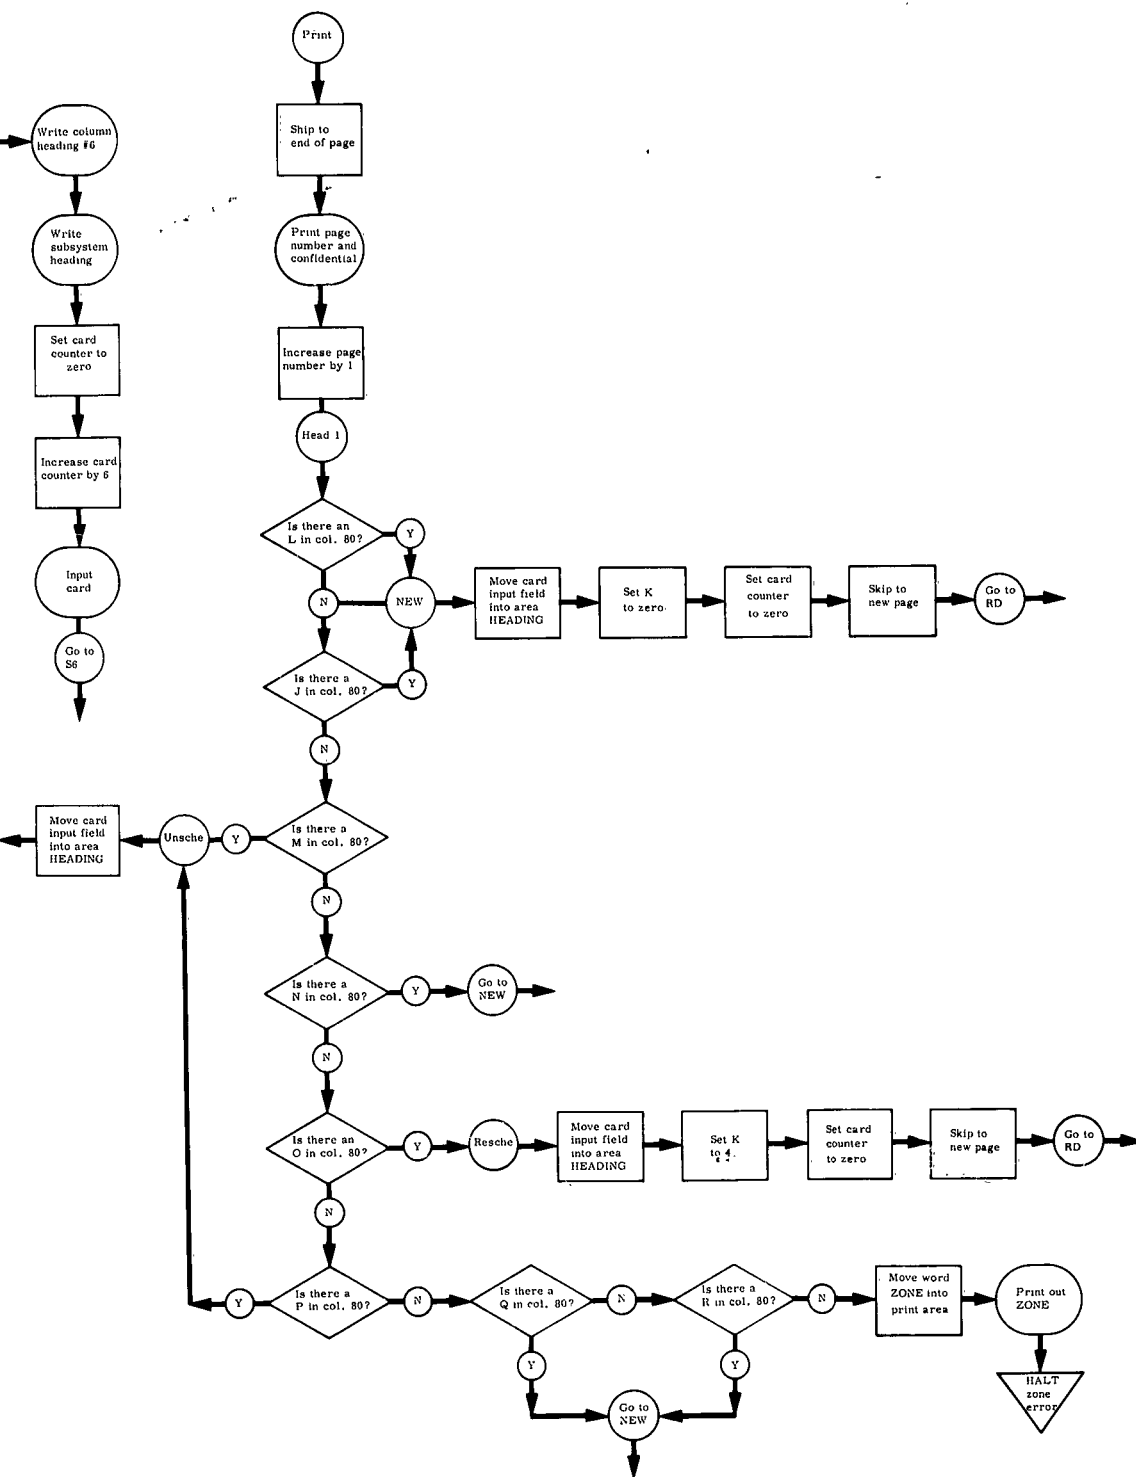 Print
Ship to
end of page
Print page
number and
confidential
Increase page
number by 1
Head 1
Write column
heading #6
Write
subsystem
heading
Set card
counter to
zero
Increase card
counter by 6
Input
card
Go to
S6
Is there an
L in col. 80?
Y
N
NEW
Move card
input field
into area
HEADING
Set K
to zero.
Set card
counter
to zero
Skip to
new page
Go to
RD
Is there a
J in col. 80?
Y
N
Is there a
M in col. 80?
Y
Unsche
Move card
input field
into area
HEADING
N
Is there a
N in col. 80?
Y
Go to
NEW
N
Is there an
O in col. 80?
Y
Resche
Move card
input field
into area
HEADING
Set K
to 4.
Set card
counter
to zero
Skip to
new page
Go to
RD
N
Is there a
P in col. 80?
Y
N
Is there a
Q in col. 80?
N
Is there a
R in col. 80?
N
Move word
ZONE into
print area
Print out
ZONE
Y
Y
Go to
NEW
HALT
zone
error